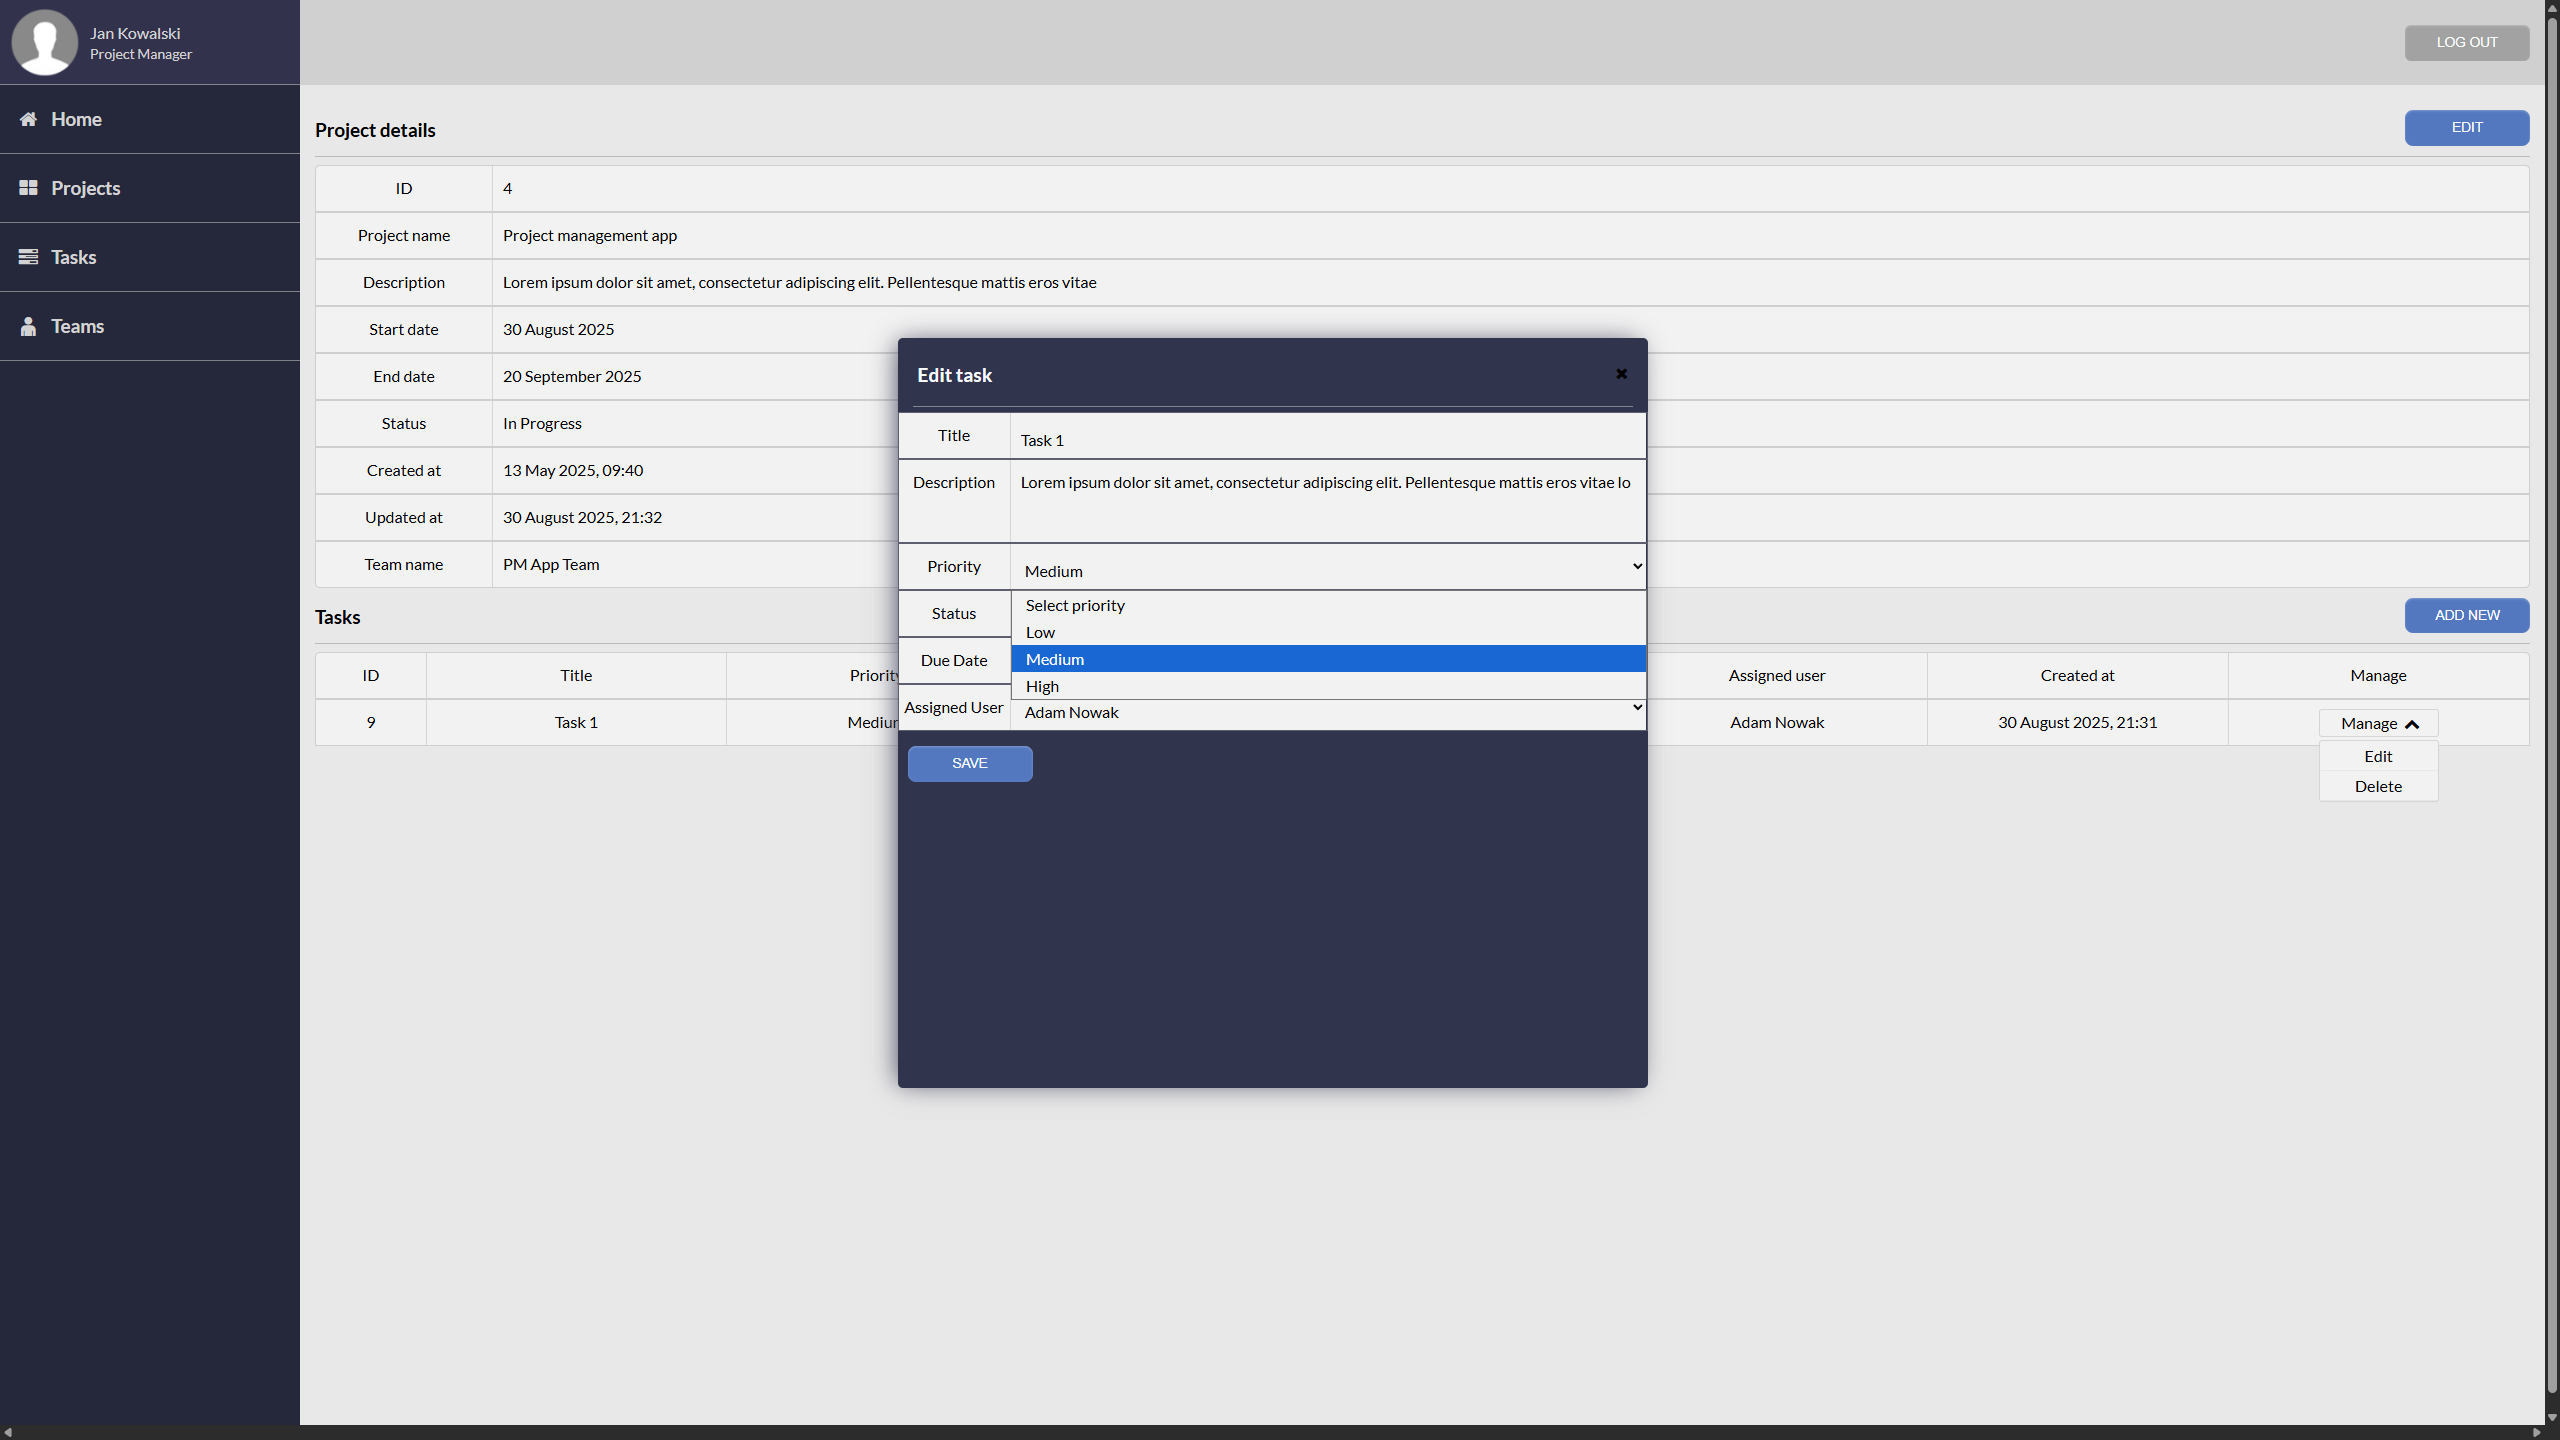 Jan Kowalski
Project Manager
LOG OUT
Home
Projects
Tasks
Teams
Project details
EDIT
ID 4
Project name Project management app
Description Lorem ipsum dolor sit amet, consectetur adipiscing elit. Pellentesque mattis eros vitae
Start date 30 August 2025
End date 20 September 2025
Status In Progress
Created at 13 May 2025, 09:40
Updated at 30 August 2025, 21:32
Team name PM App Team
Tasks
ADD NEW
ID Title Assigned user Created at Manage
9 Task 1 Adam Nowak 30 August 2025, 21:31 Manage
Edit
Delete
Edit task
Title Task 1
Description Lorem ipsum dolor sit amet, consectetur adipiscing elit. Pellentesque mattis eros vitae lo
Priority Medium
Select priority
Low
Medium
High
Status
Due Date
Assigned User Adam Nowak
SAVE